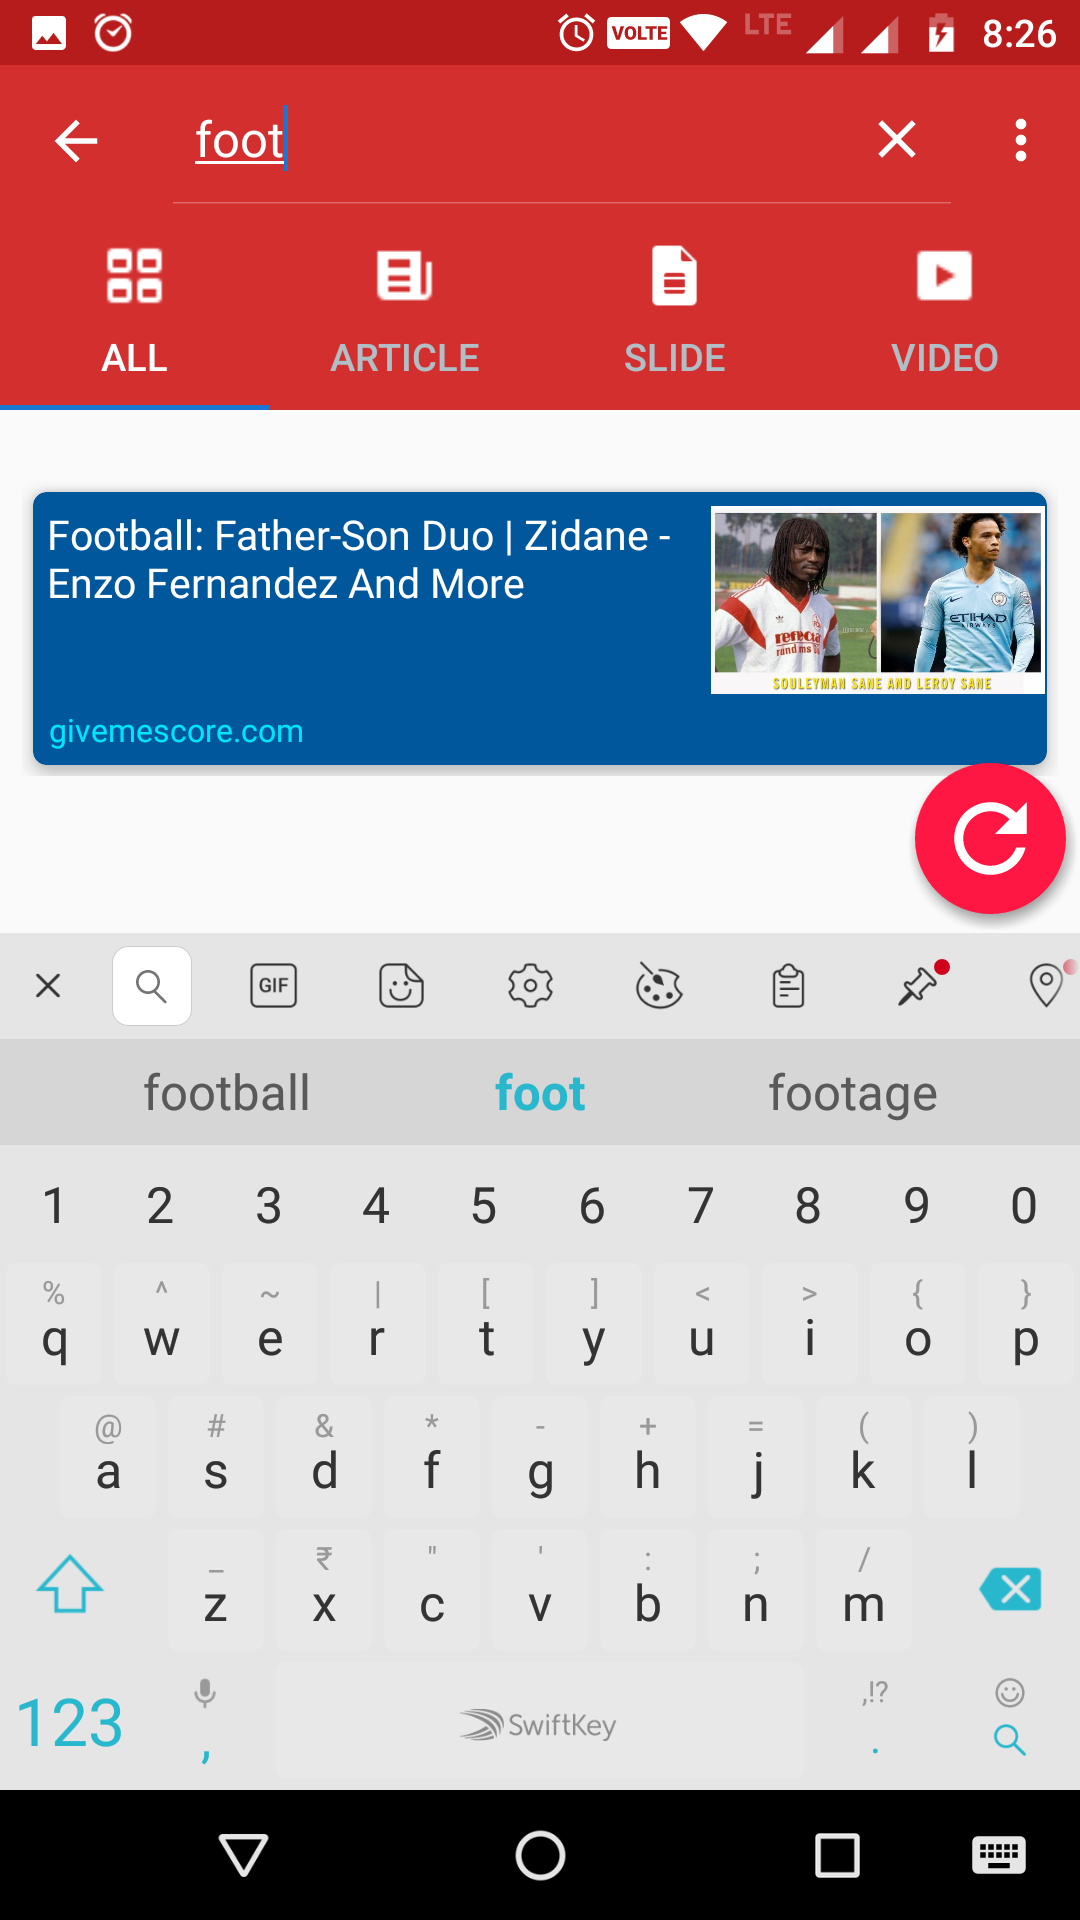 VOLTE LTE 8:26
foot
ALL ARTICLE SLIDE VIDEO
Football: Father-Son Duo | Zidane -
Enzo Fernandez And More
ETIHAD
AIRWAYS
SOULEYMAN SANE AND LEROY SANE
givemescore.com
GIF
football foot footage
1 2 3 4 5 6 7 8 9 0
% ^ ~ | [ ] < > { }
q w e r t y u i o p
@ # & * - + = ( )
a s d f g h j k l
_ ₹ " ' : ; /
z x c v b n m
,!?
123 , SwiftKey .